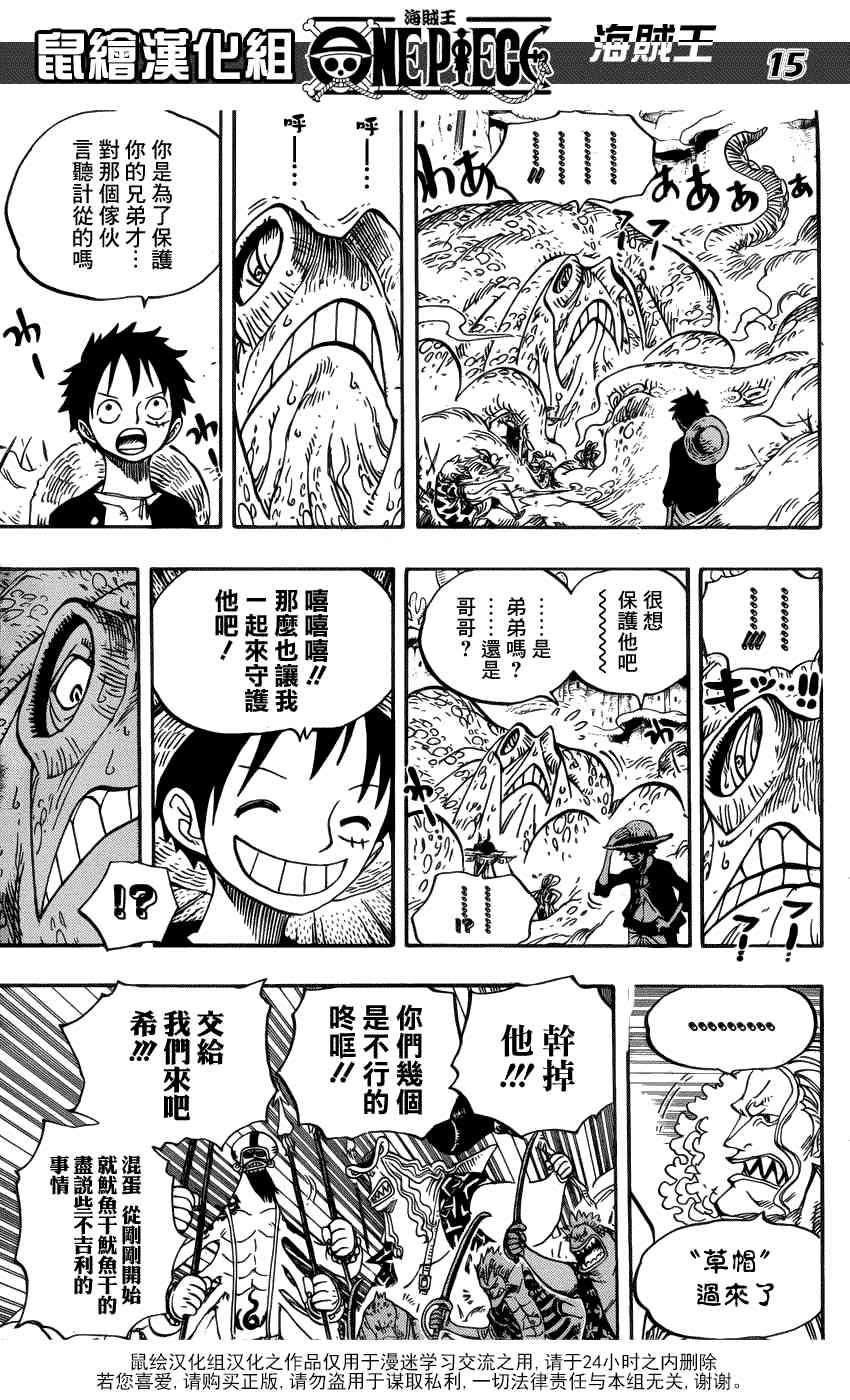 鼠繪漢化組
海賊王
ONE PIECE
海賊王
15
あぁ
わぁ
あぁあぁぁ
………!!
呼……
呼……
你是為了保護
你的兄弟才…
對那個傢伙
言聽計從的嗎
わー
わー
………!!!
キッ…!!
?
?
很想
保護他吧
……是
弟弟嗎?
……還是
哥哥?
………!?
嘻嘻嘻!!
那麼也讓我
一起來守護
他吧!
!?
………
“草帽”
過來了
幹掉
他!!!
你們幾個
是不行的
咚哐!!
交給
我們來吧
希!!!
混蛋 從剛剛開始
就魷魚干魷魚干的
盡說些不吉利的
事情
鼠绘汉化组汉化之作品仅用于漫迷学习交流之用, 请于24小时之内删除
若您喜爱, 请购买正版, 请勿盗用于谋取私利, 一切法律责任与本组无关, 谢谢。